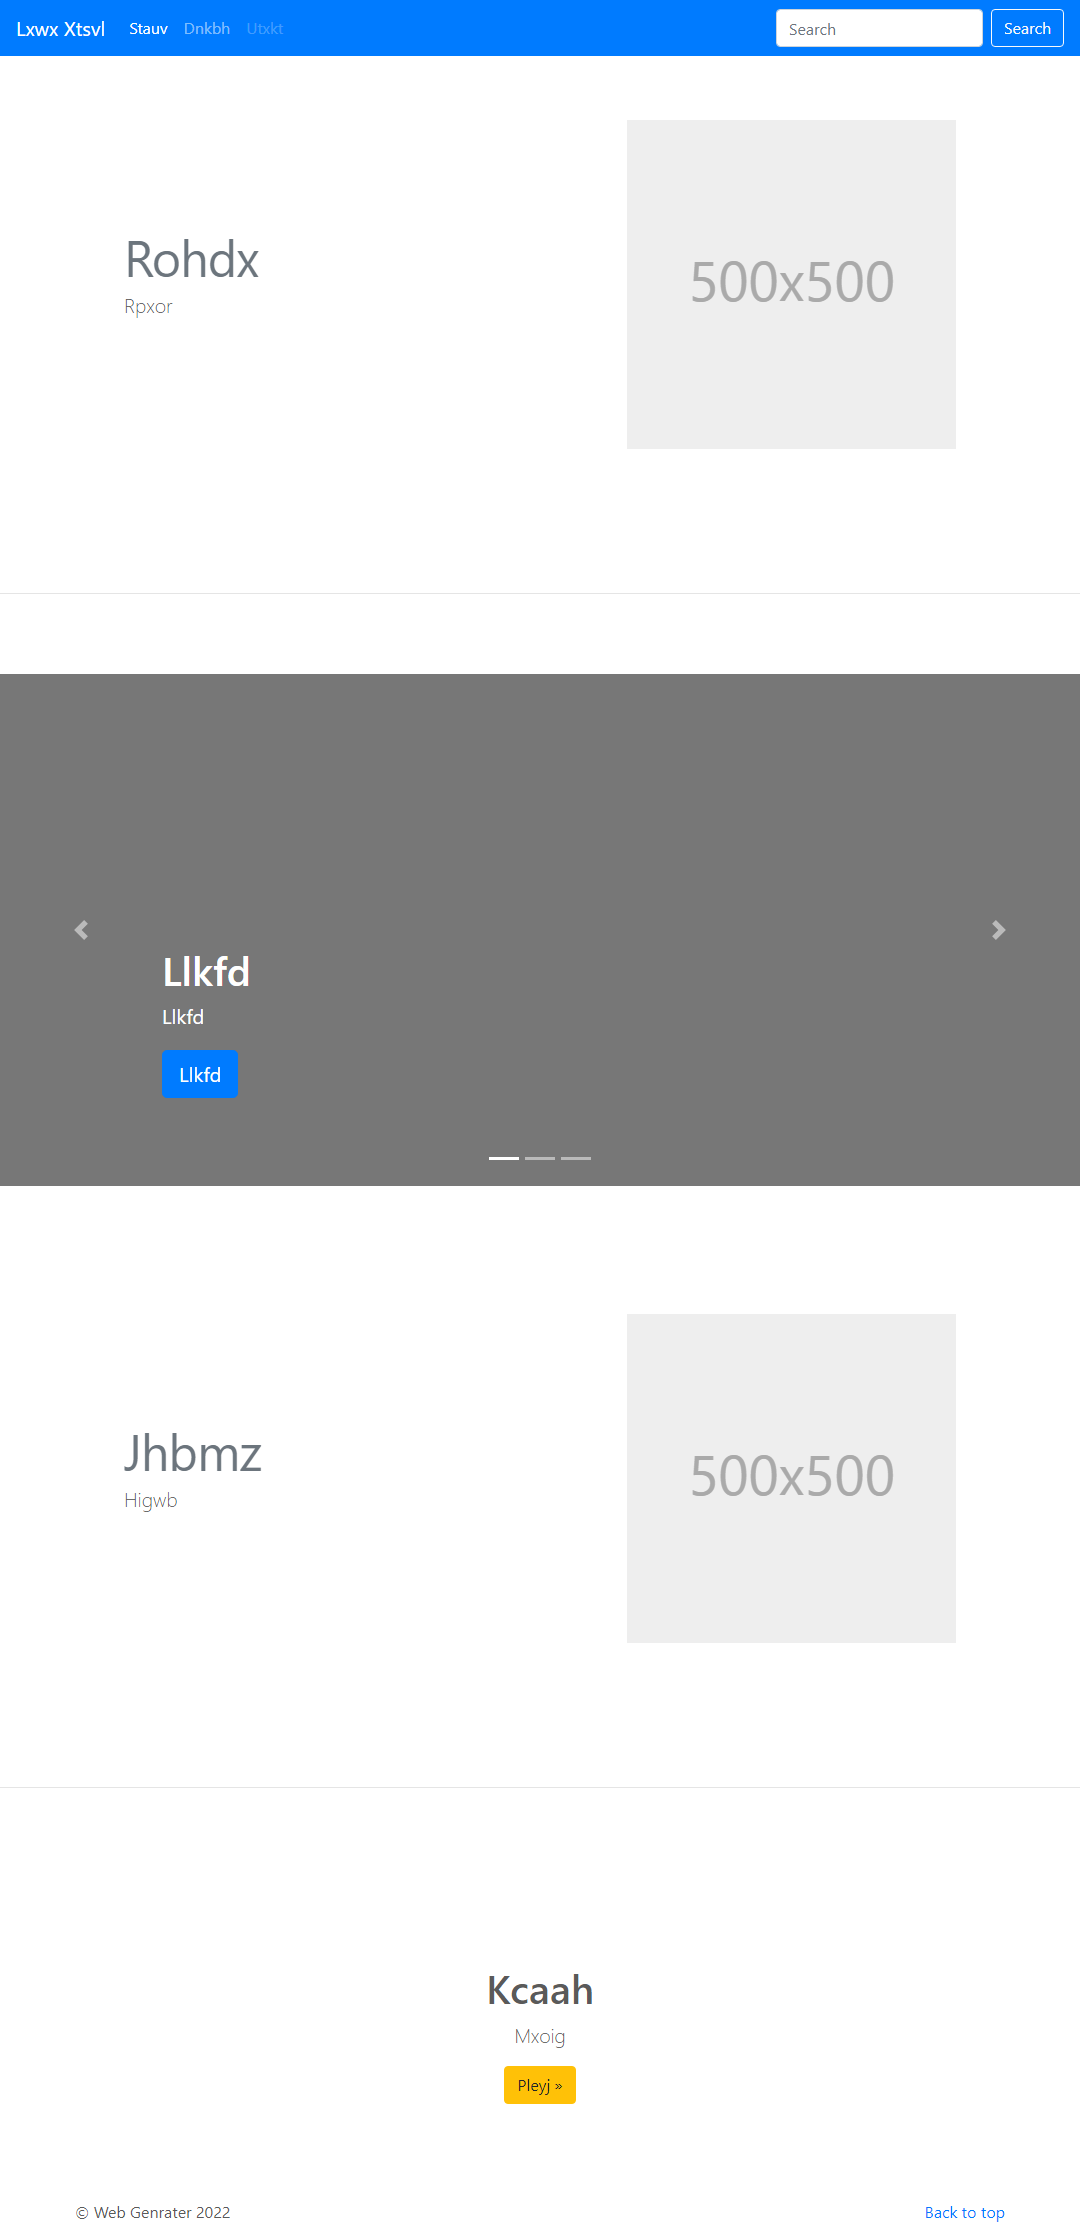 Lxwx Xtsvl Stauv Dnkbh Utxkt Search Search
Rohdx
Rpxor
500x500
Llkfd
Llkfd
Llkfd
Jhbmz
Higwb
500x500
Kcaah
Mxoig
Pleyj »
© Web Genrater 2022 Back to top